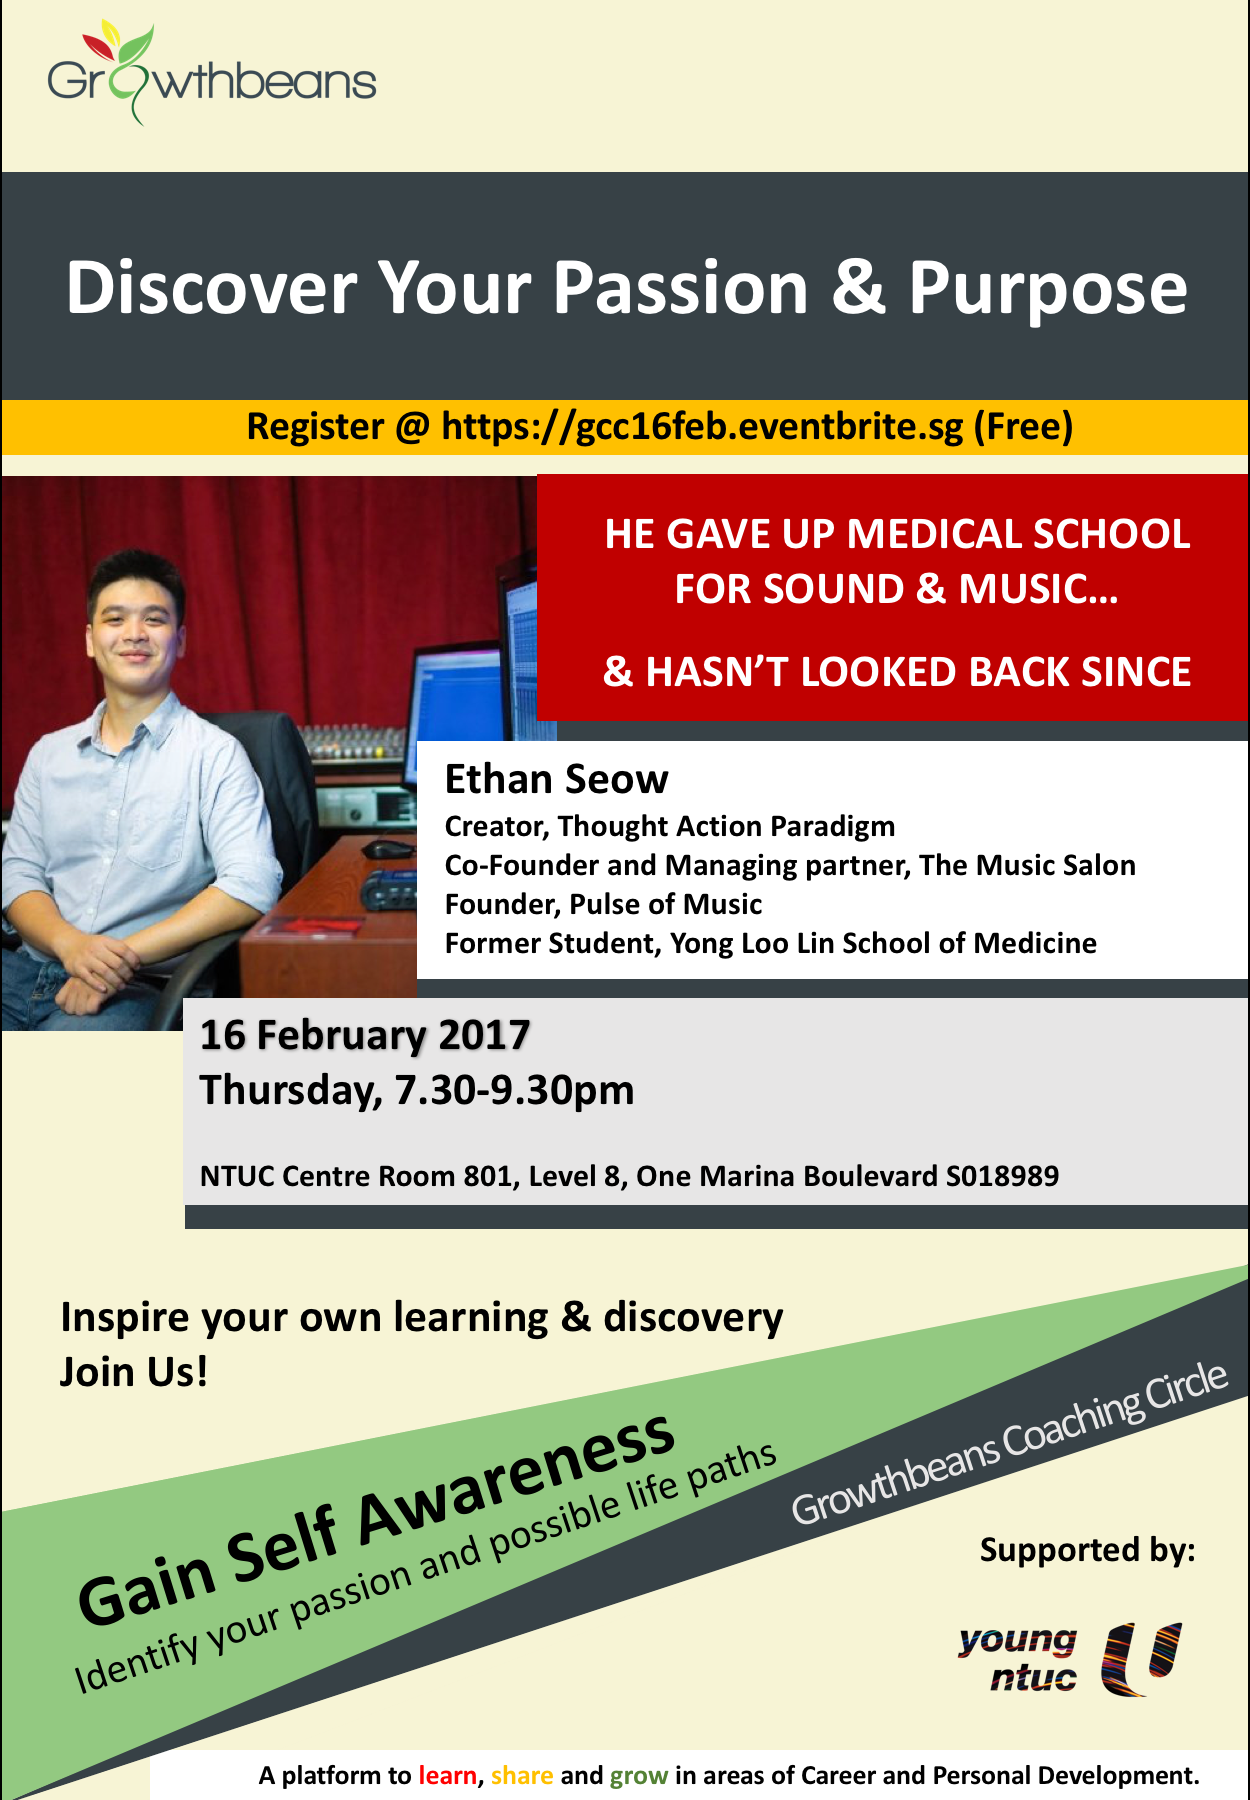 Growthbeans
Discover Your Passion & Purpose
Register @ https://gcc16feb.eventbrite.sg (Free)
HE GAVE UP MEDICAL SCHOOL
FOR SOUND & MUSIC...
& HASN'T LOOKED BACK SINCE
Ethan Seow
Creator, Thought Action Paradigm
Co-Founder and Managing partner, The Music Salon
Founder, Pulse of Music
Former Student, Yong Loo Lin School of Medicine
16 February 2017
Thursday, 7.30-9.30pm
NTUC Centre Room 801, Level 8, One Marina Boulevard S018989
Inspire your own learning & discovery
Join Us!
Gain Self Awareness
Identify your passion and possible life paths
Growthbeans Coaching Circle
Supported by:
young
ntuc
U
A platform to learn, share and grow in areas of Career and Personal Development.